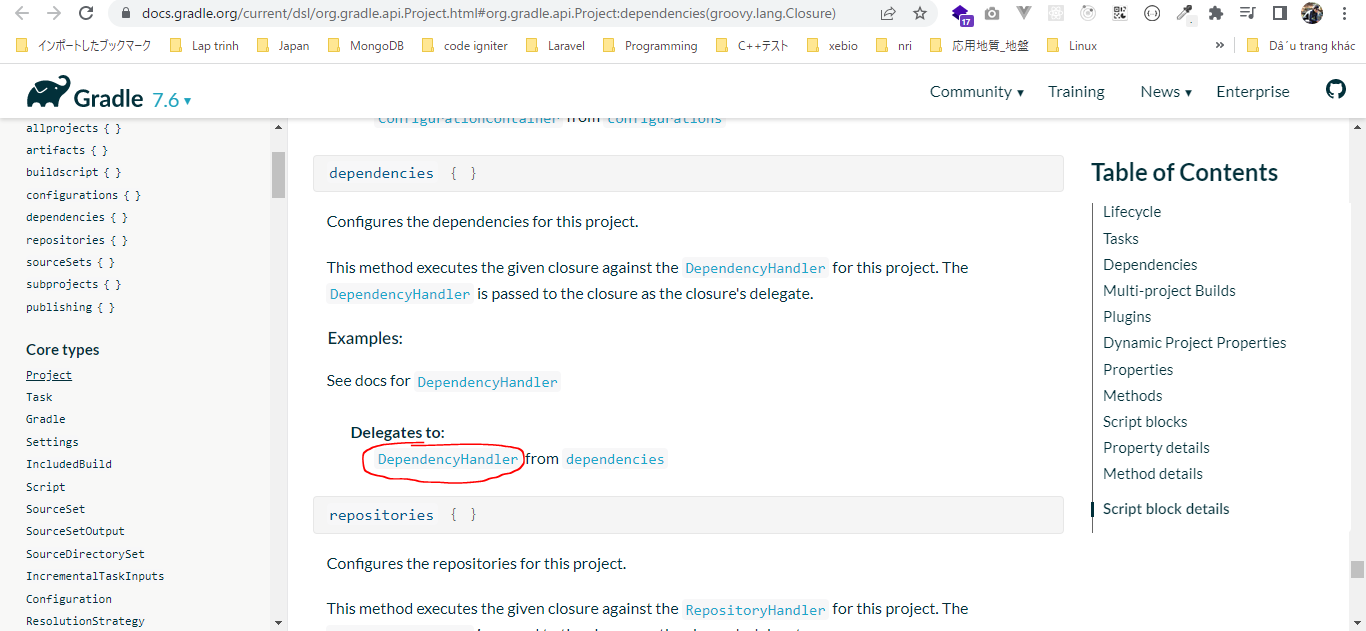 docs.gradle.org/current/dsl/org.gradle.api.Project.html#org.gradle.api.Project:dependencies(groovy.lang.Closure)
17
インポートしたブックマーク Lap trinh Japan MongoDB code igniter Laravel Programming C++テスト xebio nri 応用地質_地盤 Linux » Dấu trang khác
Gradle 7.6 ▾ Community ▾ Training News ▾ Enterprise
allprojects { }
artifacts { }
buildscript { }
configurations { }
dependencies { }
repositories { }
sourceSets { }
subprojects { }
publishing { }
Core types
Project
Task
Gradle
Settings
IncludedBuild
Script
SourceSet
SourceSetOutput
SourceDirectorySet
IncrementalTaskInputs
Configuration
ResolutionStrategy
ConfigurationContainer from configurations
dependencies { }
Configures the dependencies for this project.
This method executes the given closure against the DependencyHandler for this project. The
DependencyHandler is passed to the closure as the closure's delegate.
Examples:
See docs for DependencyHandler
Delegates to:
DependencyHandler from dependencies
repositories { }
Configures the repositories for this project.
This method executes the given closure against the RepositoryHandler for this project. The
Table of Contents
Lifecycle
Tasks
Dependencies
Multi-project Builds
Plugins
Dynamic Project Properties
Properties
Methods
Script blocks
Property details
Method details
Script block details